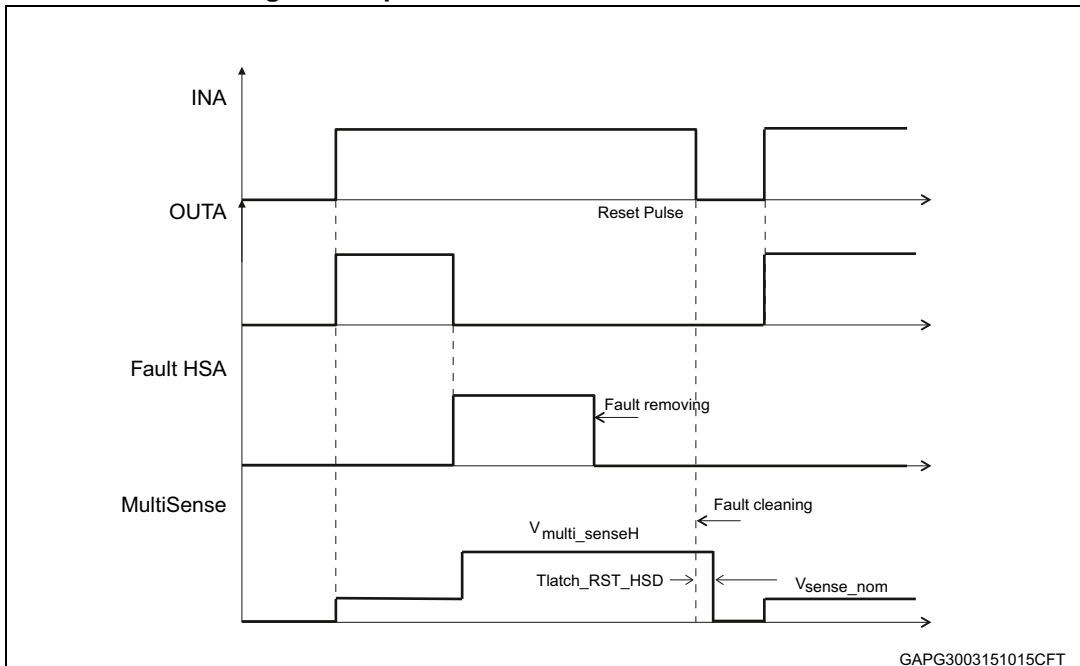 INA
Reset Pulse
OUTA
Fault HSA
Fault removing
MultiSense
Fault cleaning
Vmulti_senseH
Tlatch_RST_HSD
Vsense_nom
GAPG3003151015CFT